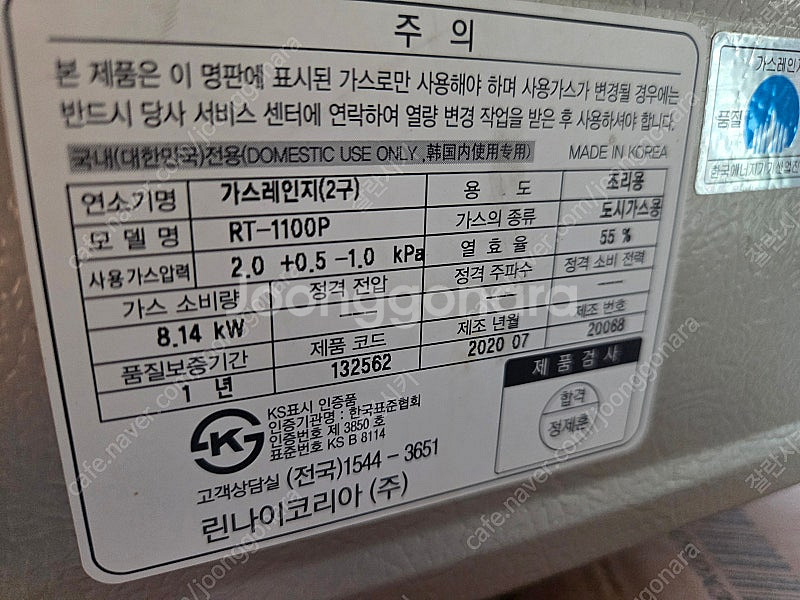 주 의
본 제품은 이 명판에 표시된 가스로만 사용해야 하며 사용가스가 변경될 경우에는
반드시 당사 서비스 센터에 연락하여 열량 변경 작업을 받은 후 사용하셔야 합니다.
국내(대한민국)전용(DOMESTIC USE ONLY ,韩国内使用专用) MADE IN KOREA
연소기명 가스레인지(2구) 용 도 조리용
모 델 명 RT-1100P 가스의 종류 도시가스용
사용가스압력 2.0 +0.5 -1.0 kPa 열 효 율 55 %
가스 소비량 정격 전압 정격 주파수 정격 소비 전력
8.14 kW
품질보증기간 제품 코드 제조 년월 제조 번호
1 년 132562 2020 07 20068
제 품 검 사
합격
정제훈
KS표시 인증품
인증기관명 : 한국표준협회
인증번호 제 3850 호
표준번호 KS B 8114
고객상담실 (전국)1544 - 3651
린나이코리아 (주)
가스레인지
품질
Joonggonara
cafe.naver.com/joonggonara